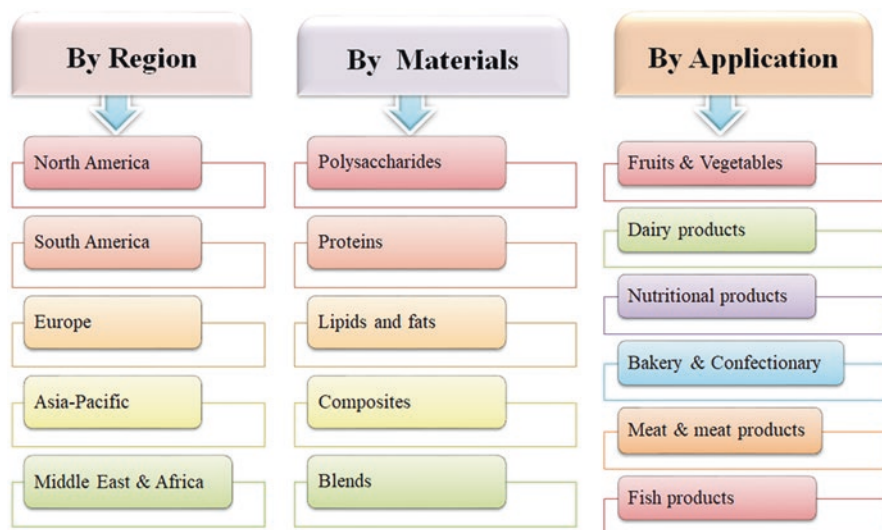 By Region
North America
South America
Europe
Asia-Pacific
Middle East & Africa
By Materials
Polysaccharides
Proteins
Lipids and fats
Composites
Blends
By Application
Fruits & Vegetables
Dairy products
Nutritional products
Bakery & Confectionary
Meat & meat products
Fish products